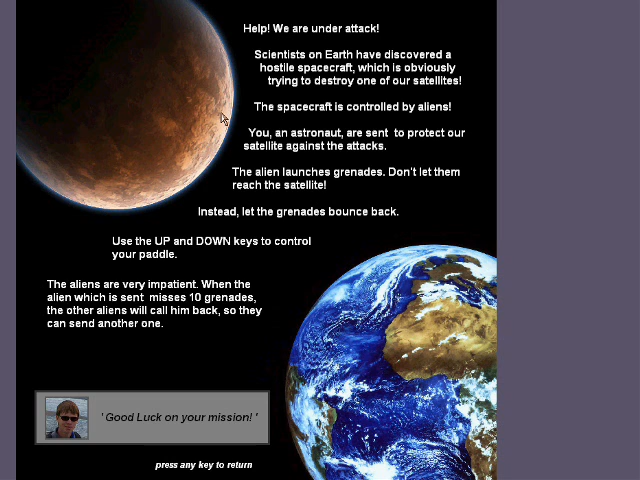 Help! We are under attack!
Scientists on Earth have discovered a
hostile spacecraft, which is obviously
trying to destroy one of our satellites!
The spacecraft is controlled by aliens!
You, an astronaut, are sent to protect our
satellite against the attacks.
The alien launches grenades. Don't let them
reach the satellite!
Instead, let the grenades bounce back.
Use the UP and DOWN keys to control
your paddle.
The aliens are very impatient. When the
alien which is sent misses 10 grenades,
the other aliens will call him back, so they
can send another one.
' Good Luck on your mission! '
press any key to return